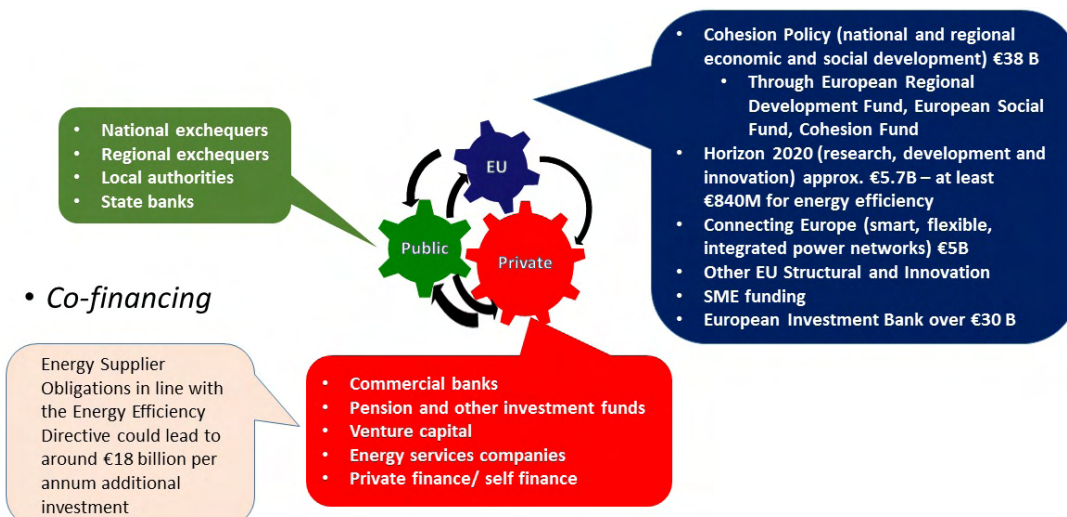 • Cohesion Policy (national and regional
economic and social development) €38 B
• Through European Regional
Development Fund, European Social
Fund, Cohesion Fund
• Horizon 2020 (research, development and
innovation) approx. €5.7B – at least
€840M for energy efficiency
• Connecting Europe (smart, flexible,
integrated power networks) €5B
• Other EU Structural and Innovation
• SME funding
• European Investment Bank over €30 B
• National exchequers
• Regional exchequers
• Local authorities
• State banks
EU
Public
Private
• Co-financing
Energy Supplier
Obligations in line with
the Energy Efficiency
Directive could lead to
around €18 billion per
annum additional
investment
• Commercial banks
• Pension and other investment funds
• Venture capital
• Energy services companies
• Private finance/ self finance